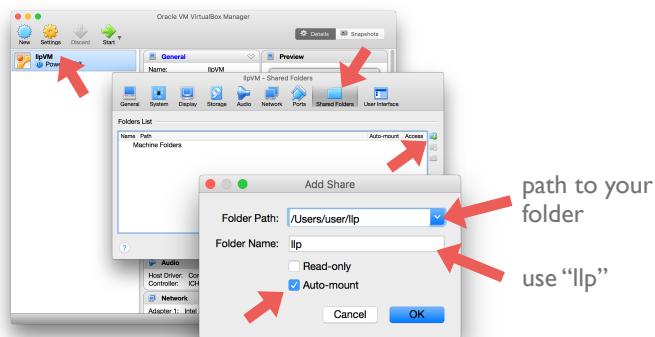 Oracle VM VirtualBox Manager
New Settings Discard Start
Details Snapshots
llpVM
General
Preview
Name: llpVM
llpVM - Shared Folders
General System Display Storage Audio Network Ports Shared Folders User Interface
Folders List
Name Path Auto-mount Access
Machine Folders
Add Share
Folder Path: /Users/user/llp
Folder Name: llp
Read-only
Auto-mount
Cancel OK
?
Audio
Host Driver:
Controller: ICH
Network
Adapter 1: Intel
path to your
folder
use “llp”